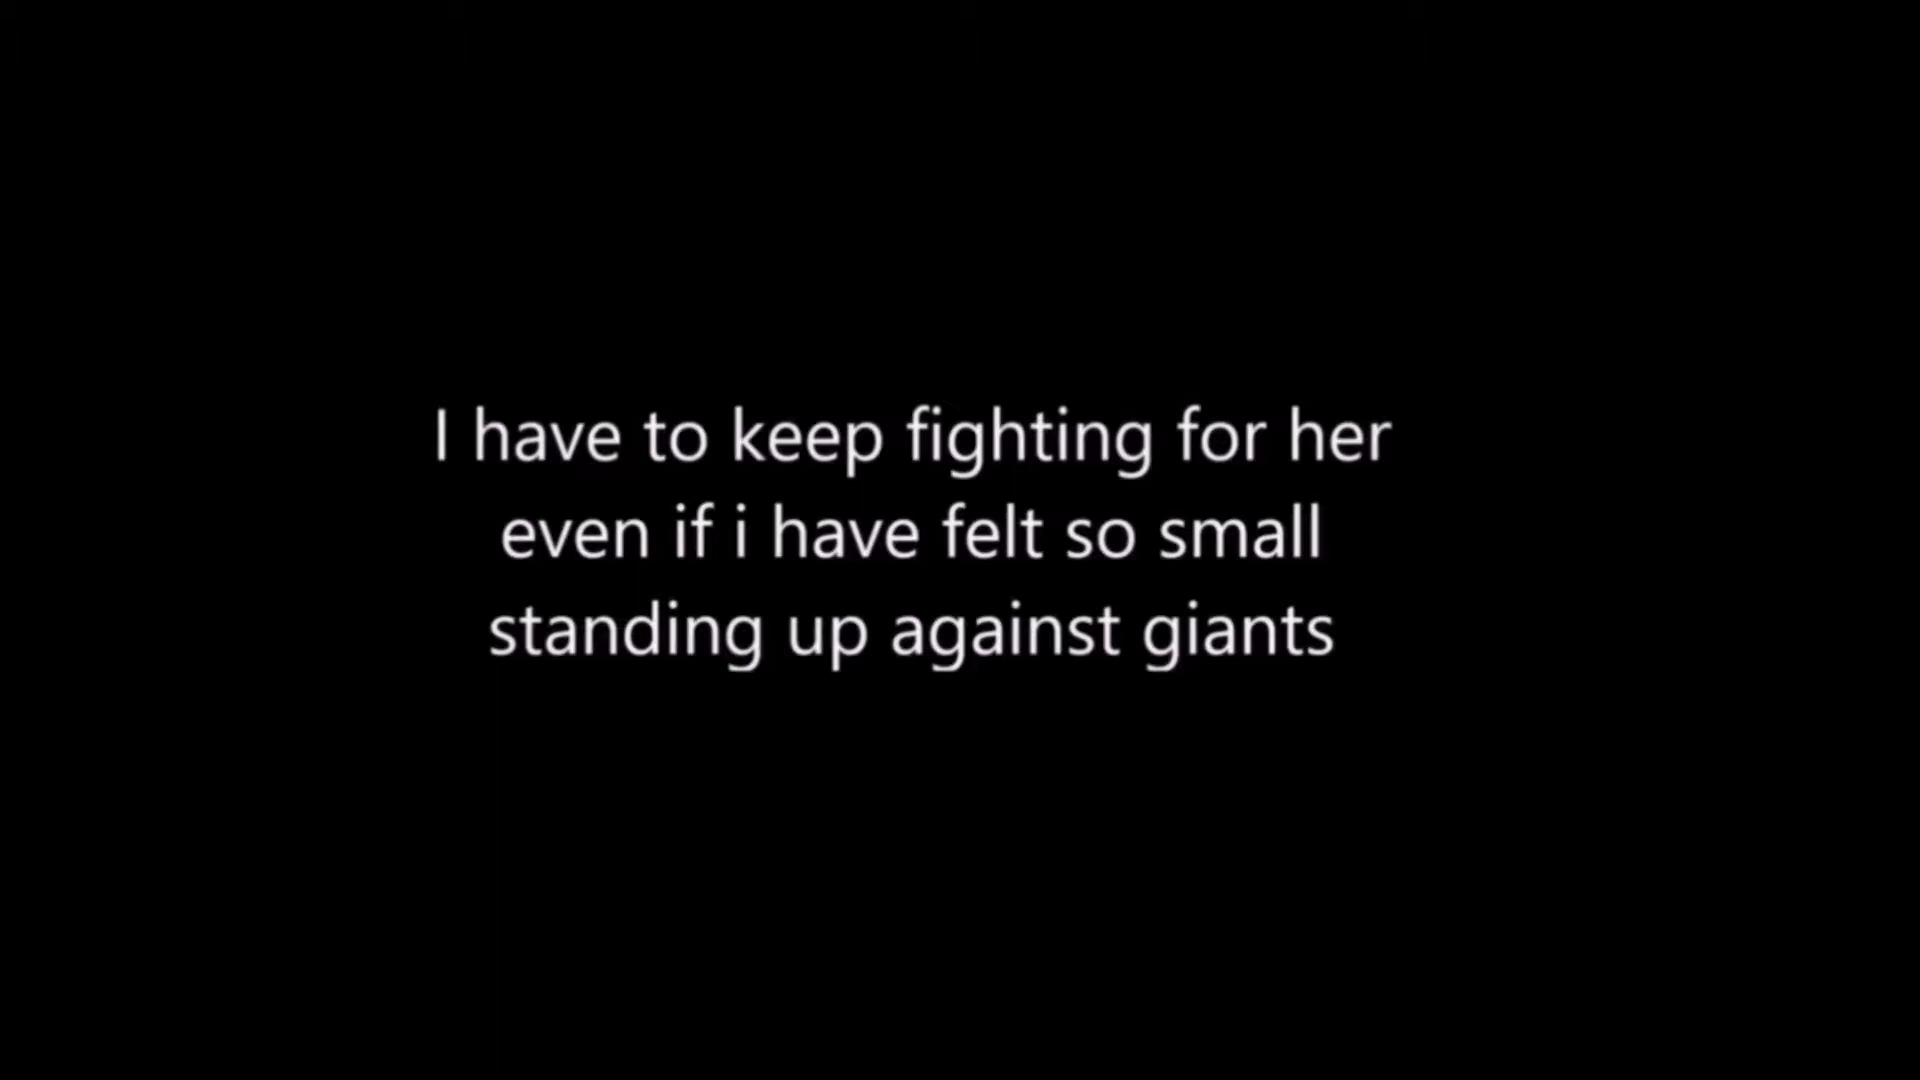 I have to keep fighting for her
even if i have felt so small
standing up against giants